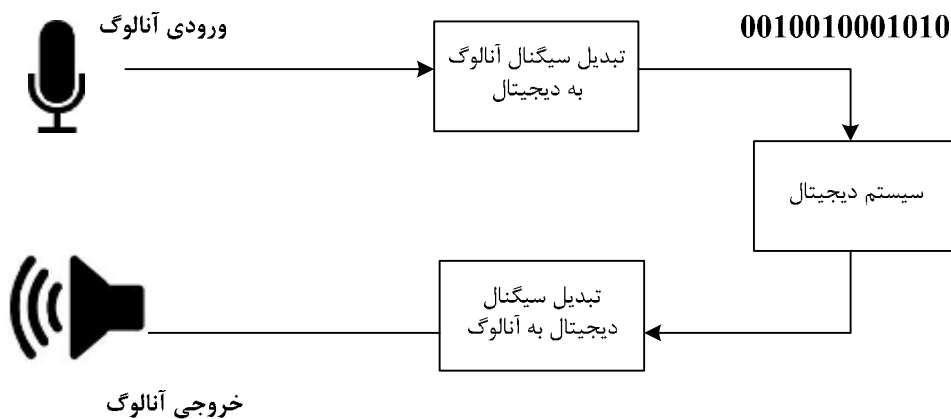 ورودی آنالوگ
تبدیل سیگنال آنالوگ
به دیجیتال
0010010001010
سیستم دیجیتال
تبدیل سیگنال
دیجیتال به آنالوگ
خروجی آنالوگ